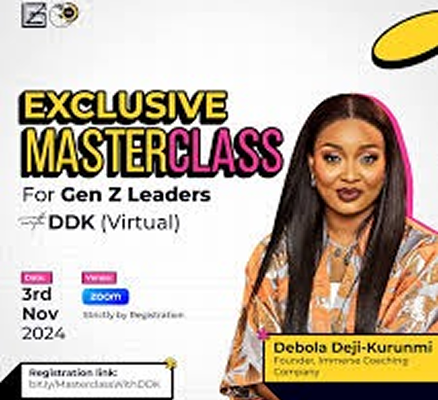 EXCLUSIVE
MASTERCLASS
For Gen Z Leaders
with DDK (Virtual)
Date:
3rd
Nov
2024
Venue:
zoom
Strictly by Registration
Registration link:
bit.ly/MasterclassWithDDK
Debola Deji-Kurunmi
Founder, Immerse Coaching
Company